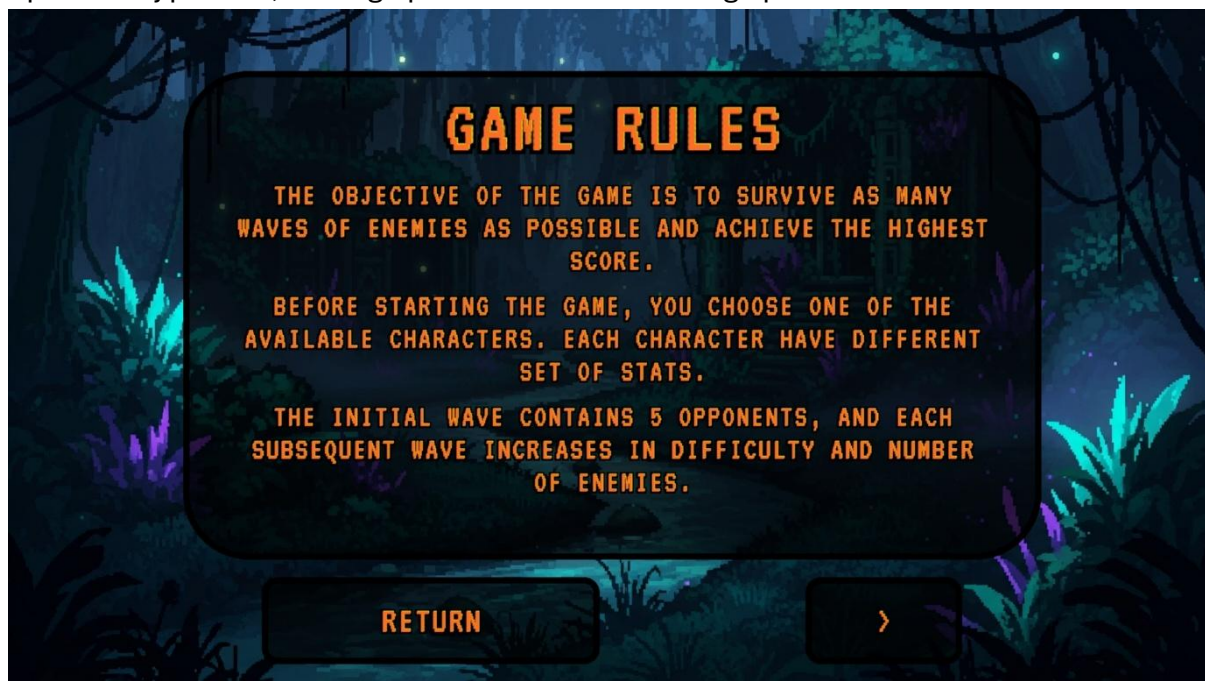 GAME RULES
THE OBJECTIVE OF THE GAME IS TO SURVIVE AS MANY
WAVES OF ENEMIES AS POSSIBLE AND ACHIEVE THE HIGHEST
SCORE.
BEFORE STARTING THE GAME, YOU CHOOSE ONE OF THE
AVAILABLE CHARACTERS. EACH CHARACTER HAVE DIFFERENT
SET OF STATS.
THE INITIAL WAVE CONTAINS 5 OPPONENTS, AND EACH
SUBSEQUENT WAVE INCREASES IN DIFFICULTY AND NUMBER
OF ENEMIES.
RETURN
>